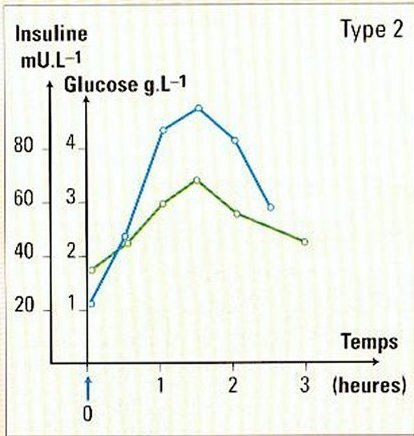 Insuline
mU.L–1
Type 2
Glucose g.L–1
80
4
60
3
40
2
20
1
Temps
1
2
3
(heures)
0